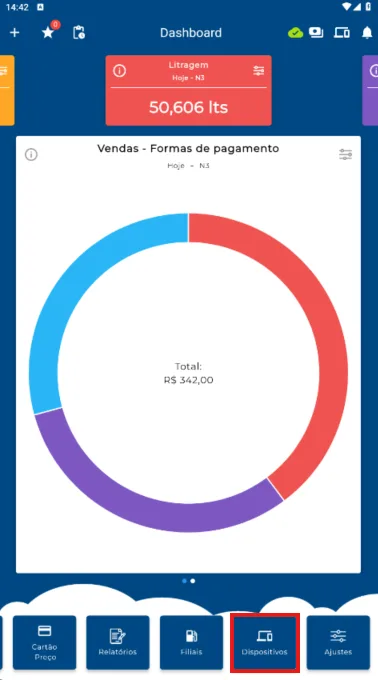 14:42
A
0
Dashboard
Litragem
Hoje - N3
50,606 lts
Vendas - Formas de pagamento
Hoje - N3
Total:
R$ 342,00
Cartão
Preço
Relatórios
Filiais
Dispositivos
Ajustes